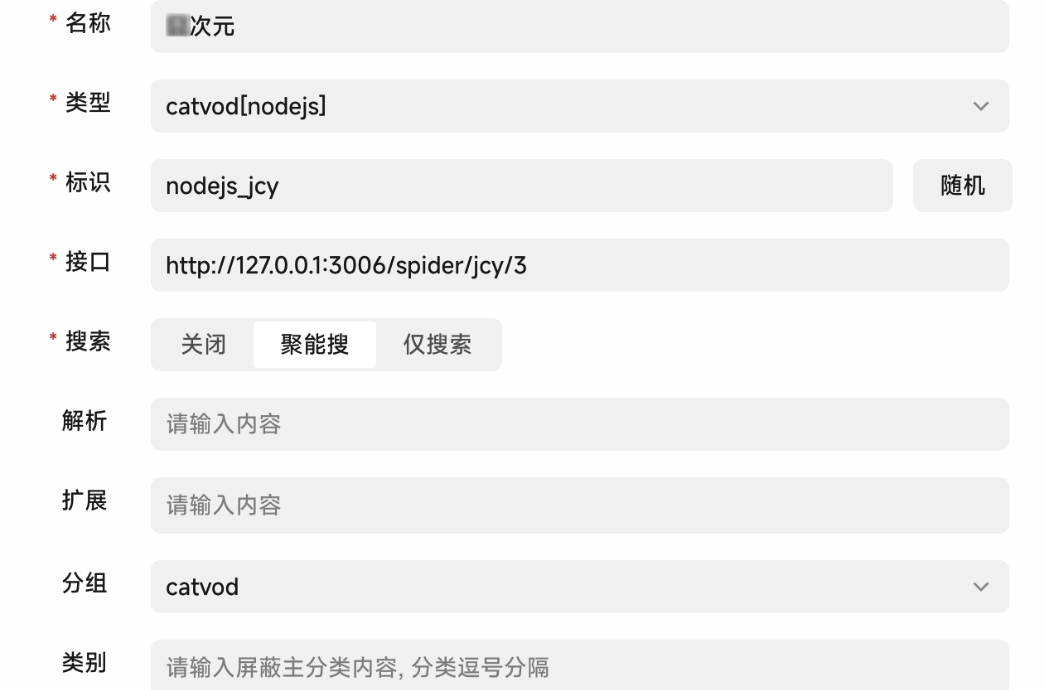 * 名称
次元
* 类型
catvod[nodejs]
* 标识
nodejs_jcy
随机
* 接口
http://127.0.0.1:3006/spider/jcy/3
* 搜索
关闭 聚能搜 仅搜索
解析
请输入内容
扩展
请输入内容
分组
catvod
类别
请输入屏蔽主分类内容, 分类逗号分隔